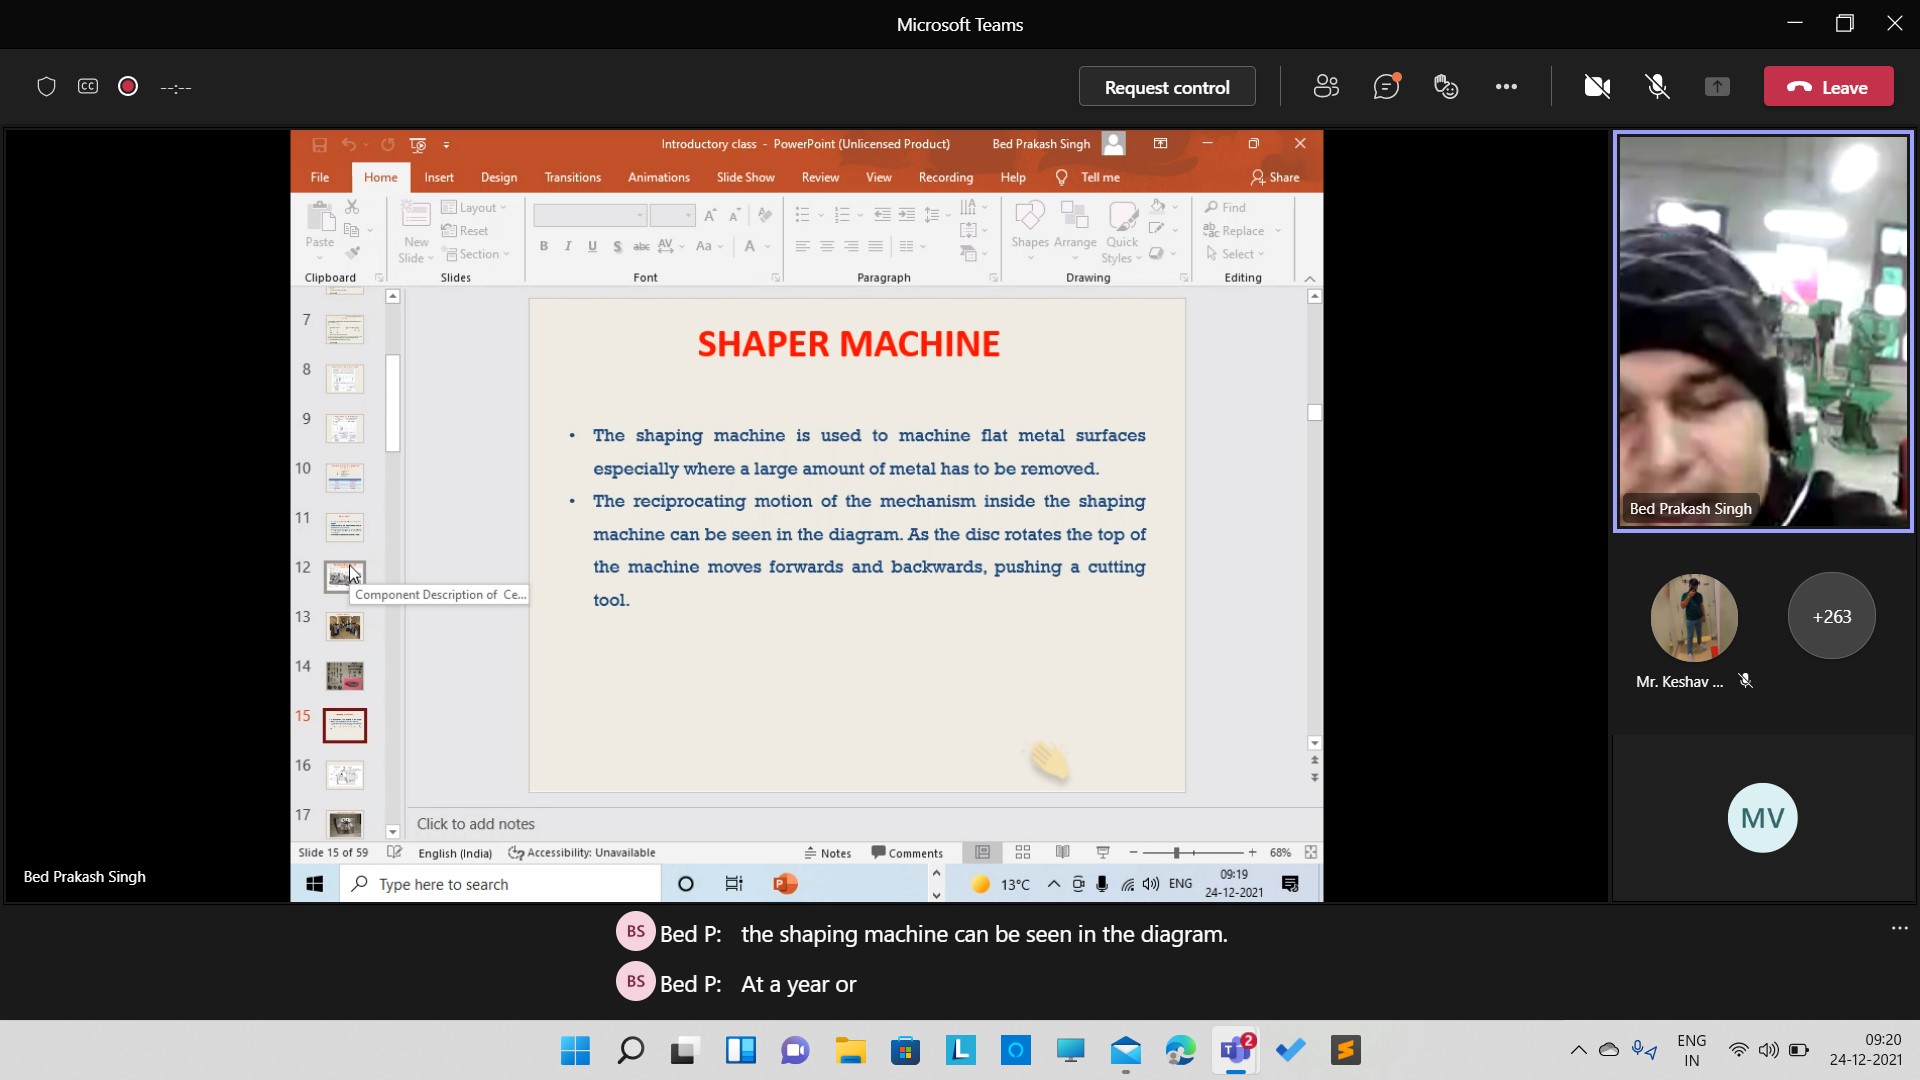 Microsoft Teams
CC
--:--
Request control
Leave
Introductory class - PowerPoint (Unlicensed Product)
Bed Prakash Singh
File Home Insert Design Transitions Animations Slide Show Review View Recording Help Tell me
Share
Paste
New
Slide
Layout
Reset
Section
B I U S abc AV Aa A
Shapes Arrange Quick
Styles
Find
Replace
Select
Clipboard Slides Font Paragraph Drawing Editing
7
8
9
10
11
12
Component Description of Ce...
13
14
15
16
17
SHAPER MACHINE
• The shaping machine is used to machine flat metal surfaces
especially where a large amount of metal has to be removed.
• The reciprocating motion of the mechanism inside the shaping
machine can be seen in the diagram. As the disc rotates the top of
the machine moves forwards and backwards, pushing a cutting
tool.
Click to add notes
Slide 15 of 59 English (India) Accessibility: Unavailable Notes Comments 68%
Type here to search
13°C ENG 09:19
24-12-2021
Bed Prakash Singh
Bed Prakash Singh
Mr. Keshav ...
+263
MV
BS Bed P: the shaping machine can be seen in the diagram.
BS Bed P: At a year or
ENG
IN
09:20
24-12-2021